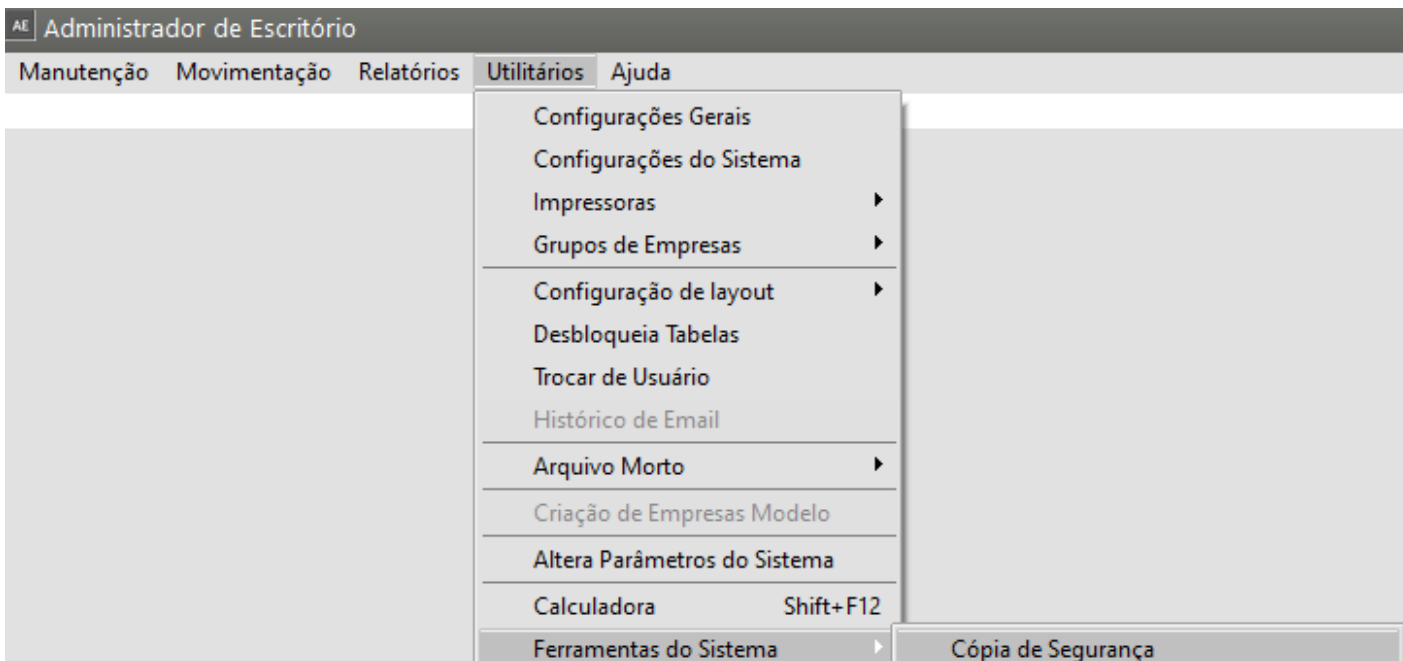 AE Administrador de Escritório
Manutenção Movimentação Relatórios Utilitários Ajuda
Configurações Gerais
Configurações do Sistema
Impressoras
Grupos de Empresas
Configuração de layout
Desbloqueia Tabelas
Trocar de Usuário
Histórico de Email
Arquivo Morto
Criação de Empresas Modelo
Altera Parâmetros do Sistema
Calculadora Shift+F12
Ferramentas do Sistema Cópia de Segurança